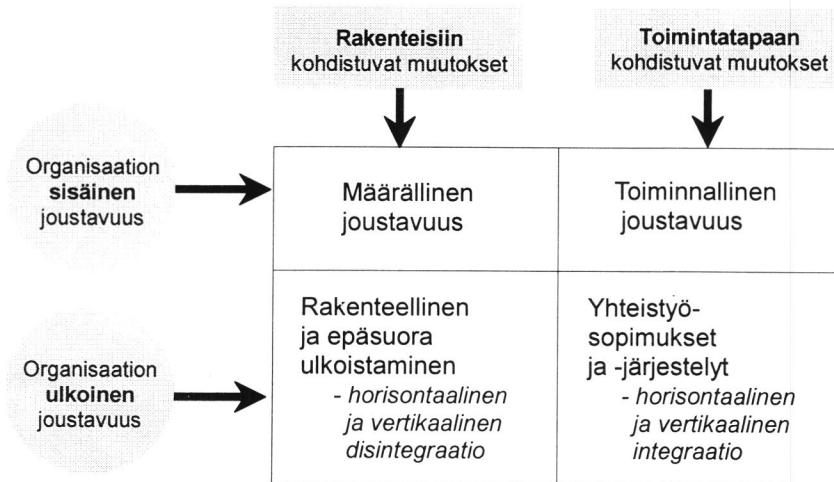 Rakenteisiin
kohdistuvat muutokset
Toimintatapaan
kohdistuvat muutokset
Organisaation
sisäinen
joustavuus
Määrällinen
joustavuus
Toiminnallinen
joustavuus
Organisaation
ulkoinen
joustavuus
Rakenteellinen
ja epäsuora
ulkoistaminen
- horisontaalinen
ja vertikaalinen
disintegraatio
Yhteistyö-
sopimukset
ja -järjestelyt
- horisontaalinen
ja vertikaalinen
integraatio